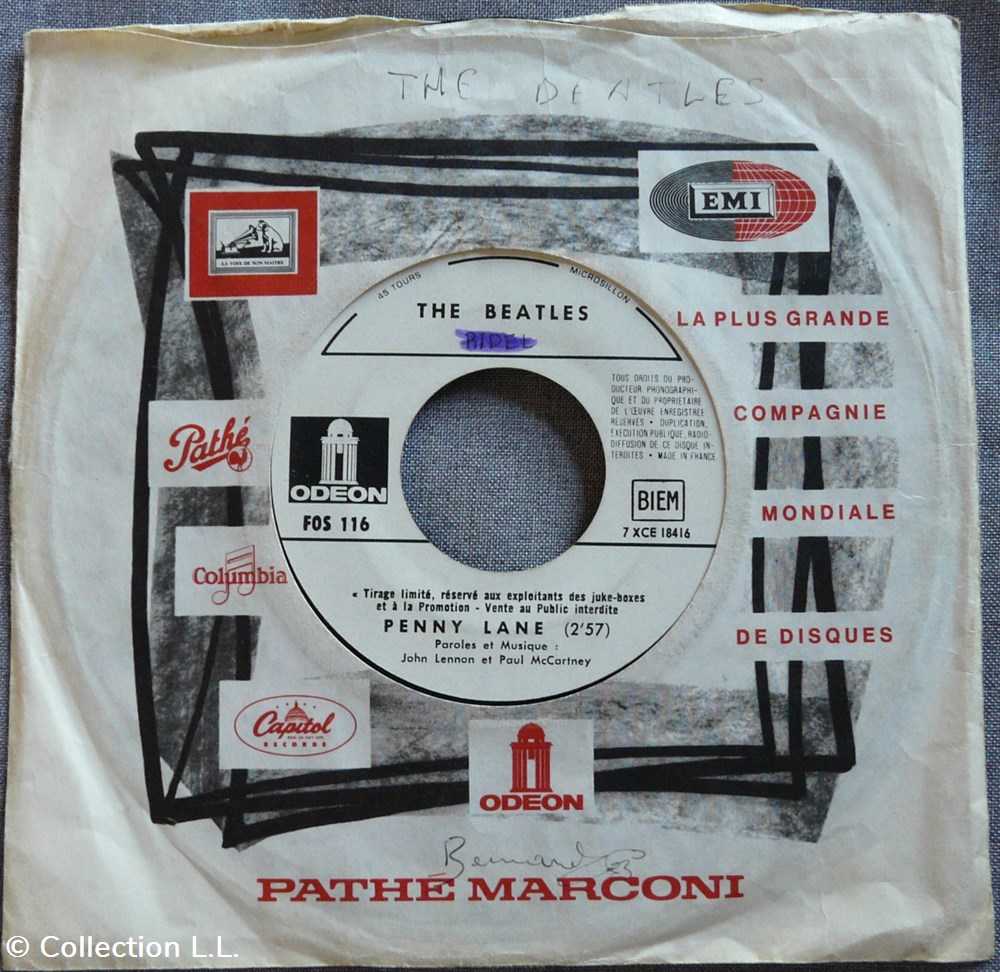 THE BEATLES
LA VOIX DE SON MAITRE
EMI
45 TOURS
MICROSILLON
THE BEATLES
LA PLUS GRANDE
COMPAGNIE
MONDIALE
DE DISQUES
TOUS DROITS DU PRO-
DUCTEUR PHONOGRAPHI-
QUE ET DU PROPRIETAIRE
DE L'ŒUVRE ENREGISTREE
RESERVES • DUPLICATION,
EXECUTION PUBLIQUE, RADIO-
DIFFUSION DE CE DISQUE IN-
TERDITES • MADE IN FRANCE
Pathé
ODEON
FOS 116
BIEM
7 XCE 18416
Columbia
« Tirage limité, réservé aux exploitants des juke-boxes
et à la Promotion - Vente au Public interdite
PENNY LANE (2'57)
Paroles et Musique :
John Lennon et Paul McCartney
Capitol
RECORDS
ODEON
PATHÉ MARCONI
© Collection L.L.